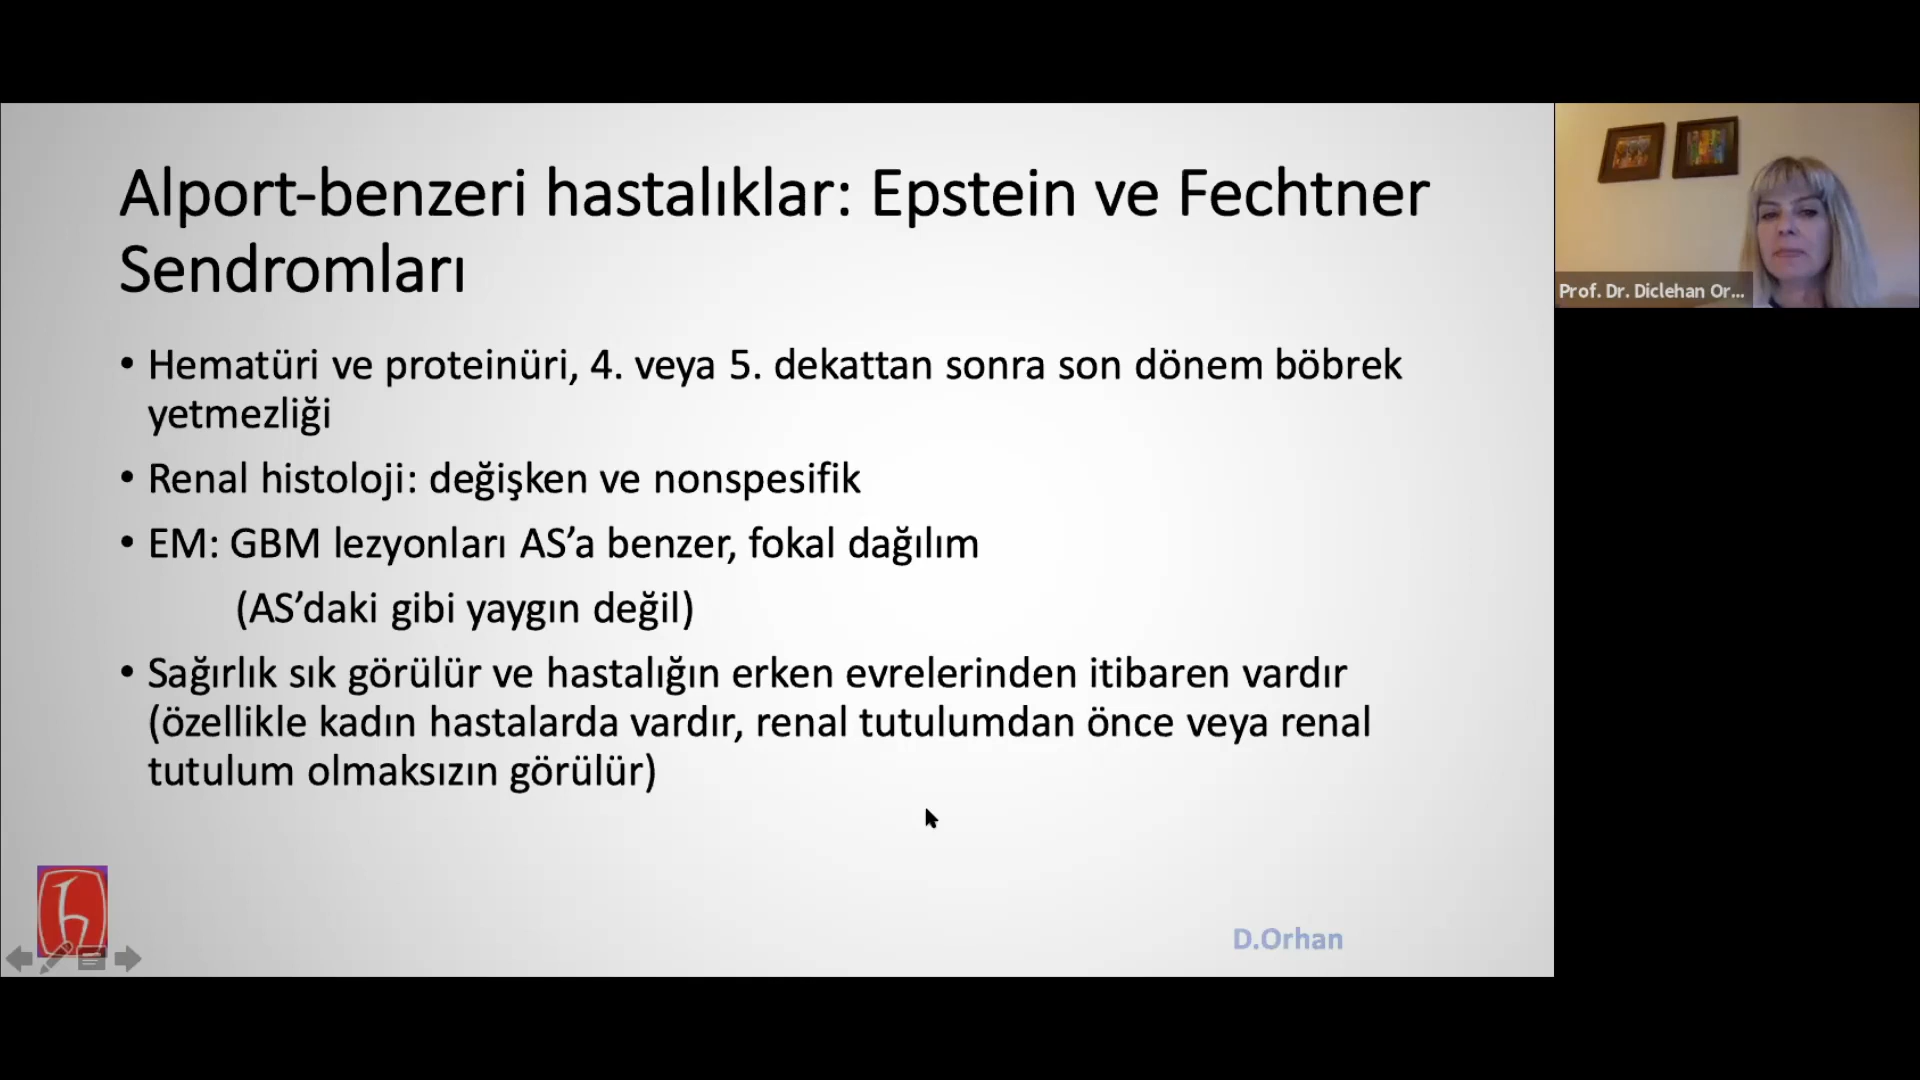 Alport-benzeri hastalıklar: Epstein ve Fechtner
Sendromları
• Hematüri ve proteinüri, 4. veya 5. dekattan sonra son dönem böbrek
yetmezliği
• Renal histoloji: değişken ve nonspesifik
• EM: GBM lezyonları AS’a benzer, fokal dağılım
(AS’daki gibi yaygın değil)
• Sağırlık sık görülür ve hastalığın erken evrelerinden itibaren vardır
(özellikle kadın hastalarda vardır, renal tutulumdan önce veya renal
tutulum olmaksızın görülür)
D.Orhan
Prof. Dr. Diclehan Or...